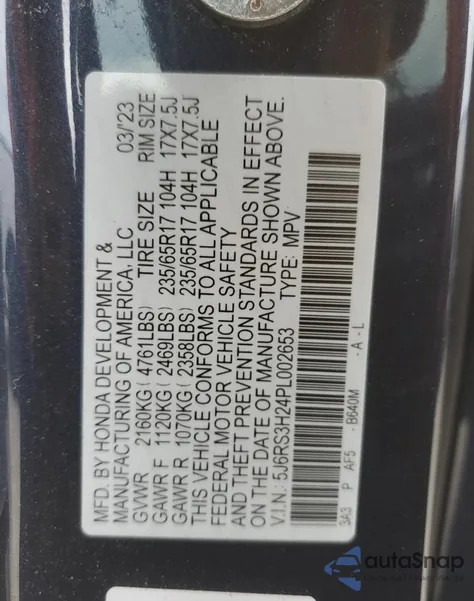 MFD. BY HONDA DEVELOPMENT &
MANUFACTURING OF AMERICA, LLC 03/23
GVWR 2160KG ( 4761LBS) TIRE SIZE RIM SIZE
GAWR F 1120KG ( 2469LBS) 235/65R17 104H 17X7.5J
GAWR R 1070KG ( 2358LBS) 235/65R17 104H 17X7.5J
THIS VEHICLE CONFORMS TO ALL APPLICABLE
FEDERAL MOTOR VEHICLE SAFETY
AND THEFT PREVENTION STANDARDS IN EFFECT
ON THE DATE OF MANUFACTURE SHOWN ABOVE.
V.I.N.: 5J6RS3H24PL002653 TYPE: MPV
3A3 P AF5 - B640M - A - L
autoSnap